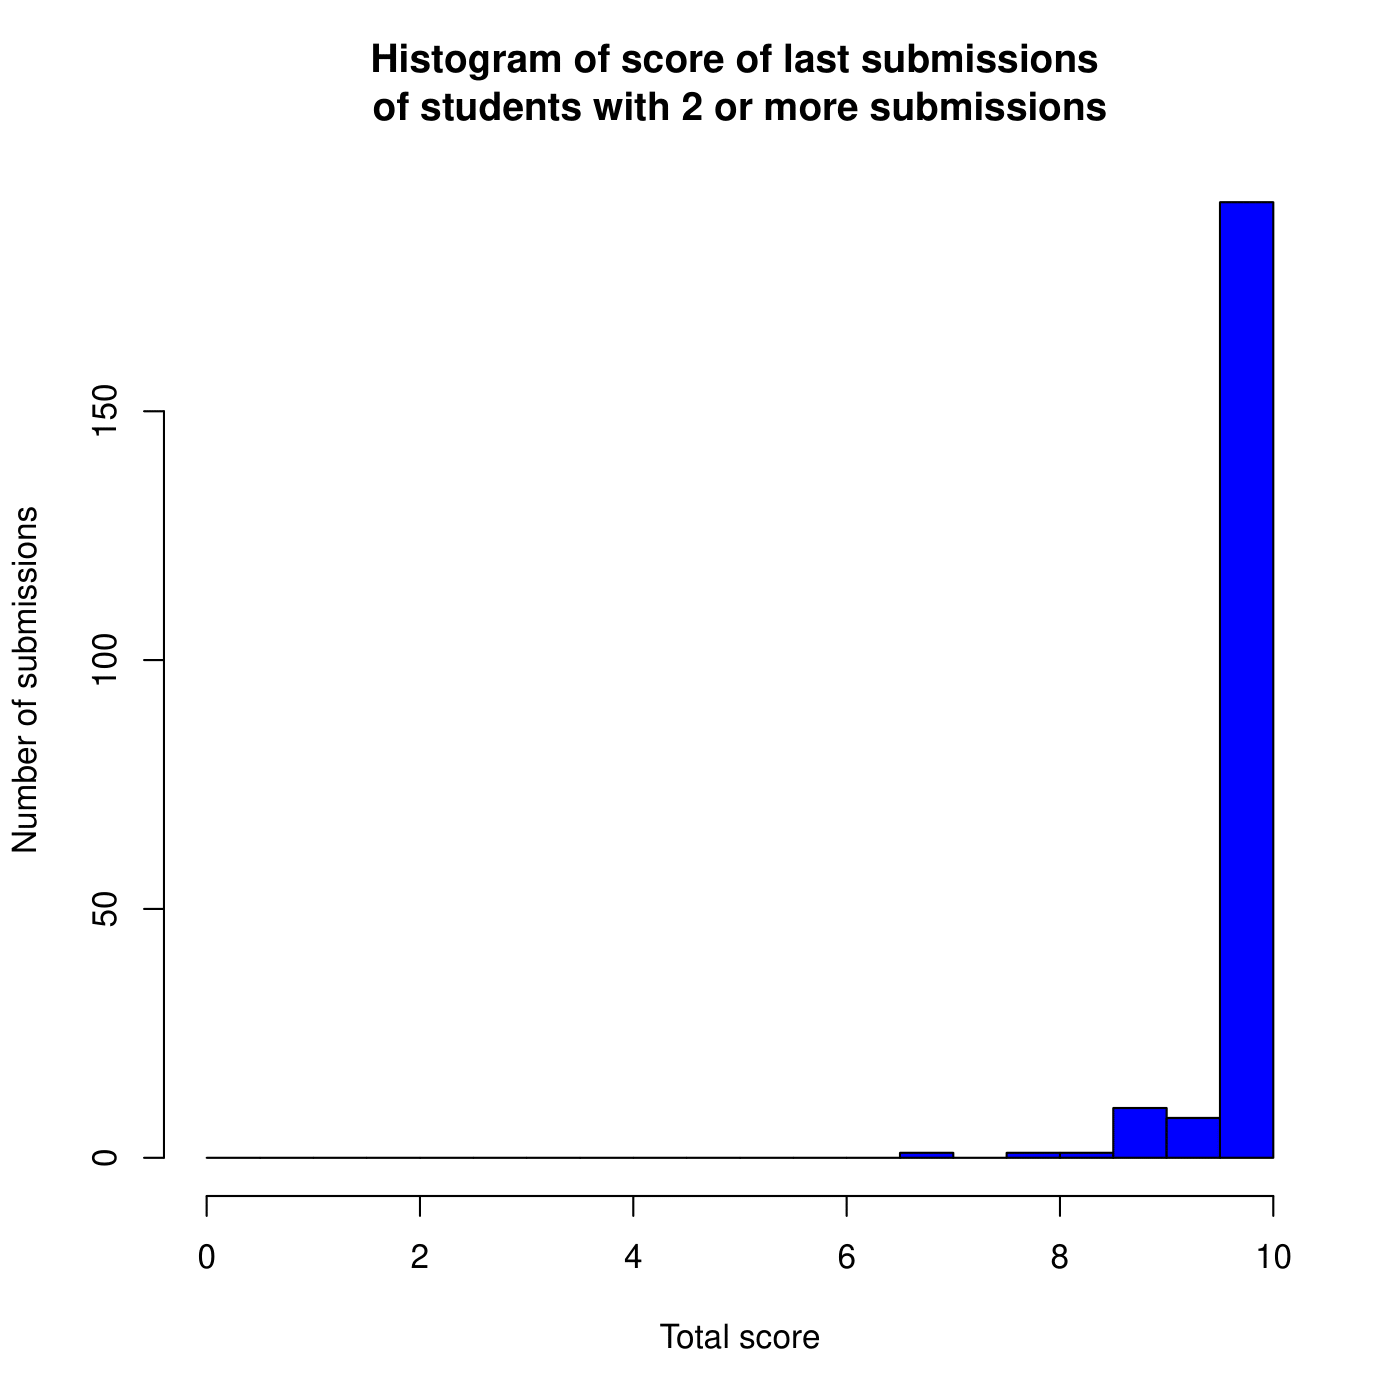 Histogram of score of last submissions
of students with 2 or more submissions
150
100
50
0
Number of submissions
0 2 4 6 8 10
Total score